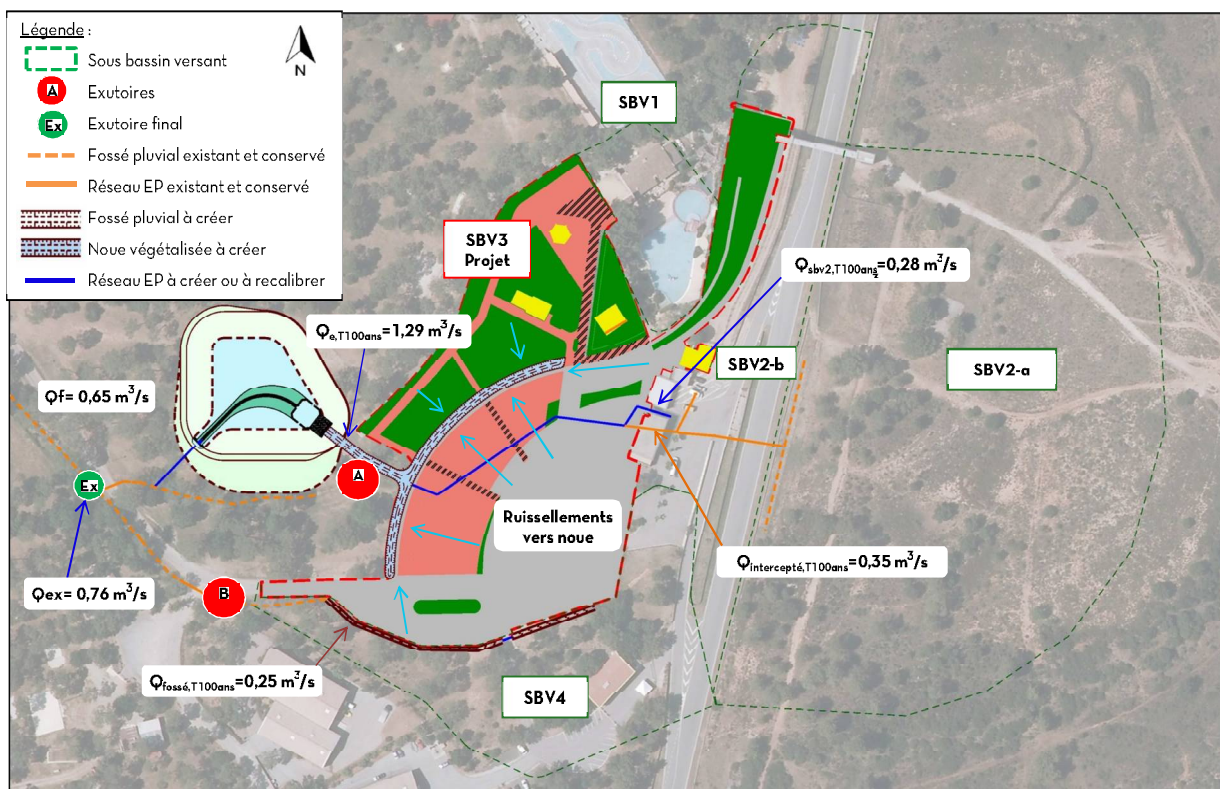 Légende :
Sous bassin versant
A
Exutoires
Ex
Exutoire final
Fossé pluvial existant et conservé
Réseau EP existant et conservé
Fossé pluvial à créer
Noue végétalisée à créer
Réseau EP à créer ou à recalibrer
N
SBV1
SBV3
Projet
Qsbv2,T100ans=0,28 m³/s
Qe,T100ans=1,29 m³/s
SBV2-b
SBV2-a
Qf= 0,65 m³/s
A
Ex
Ruissellements
vers noue
Qintercepté,T100ans=0,35 m³/s
Qex= 0,76 m³/s
B
Qfossé,T100ans=0,25 m³/s
SBV4